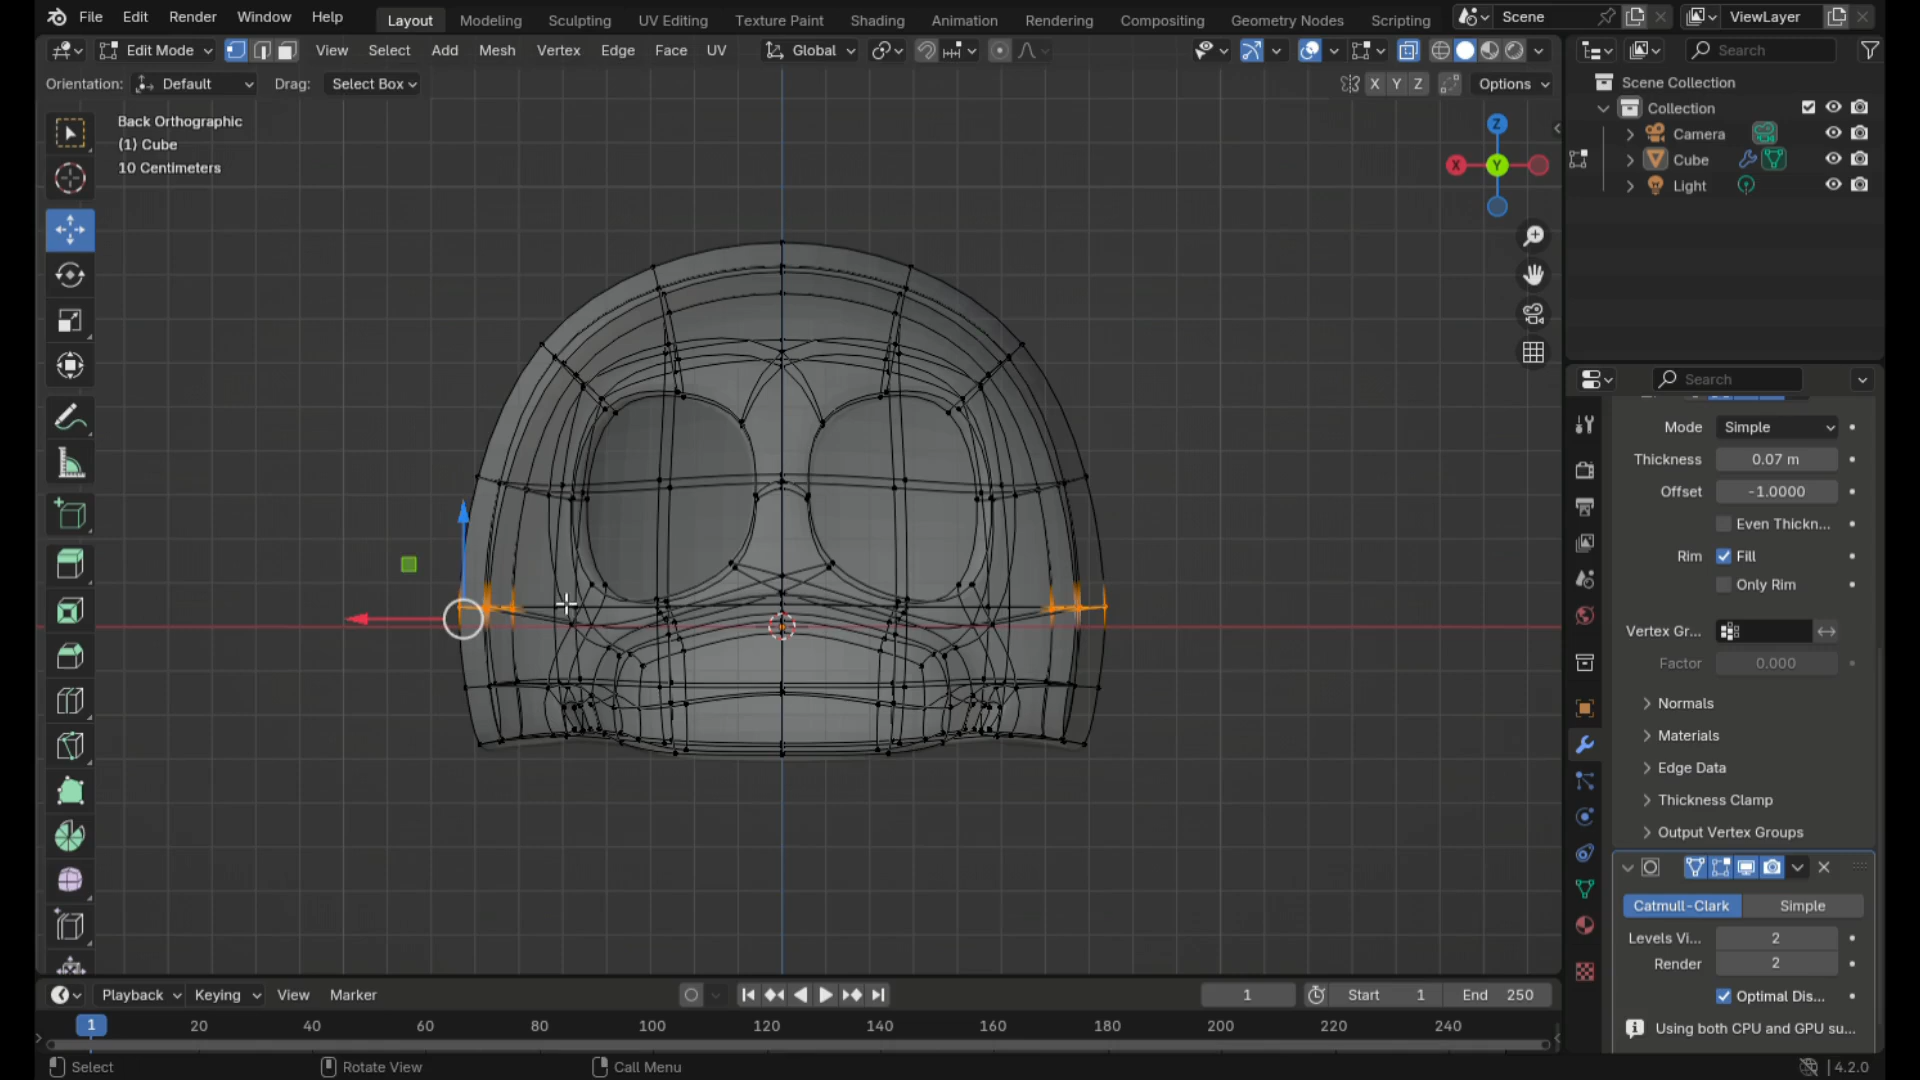 File Edit Render Window Help Layout Modeling Sculpting UV Editing Texture Paint Shading Animation Rendering Compositing Geometry Nodes Scripting Scene ViewLayer
Edit Mode View Select Add Mesh Vertex Edge Face UV Global Search
Orientation: Default Drag: Select Box X Y Z Options
Scene Collection
Collection
Back Orthographic
(1) Cube
10 Centimeters
Z
X
Y
Camera
Cube
Light
Search
Mode Simple
Thickness 0.07 m
Offset -1.0000
Even Thickn...
Rim Fill
Only Rim
Vertex Gr...
Factor 0.000
Normals
Materials
Edge Data
Thickness Clamp
Output Vertex Groups
Catmull-Clark Simple
Levels Vi... 2
Render 2
Optimal Dis...
Using both CPU and GPU su...
Playback Keying View Marker 1 Start 1 End 250
1 20 40 60 80 100 120 140 160 180 200 220 240
Select Rotate View Call Menu 4.2.0